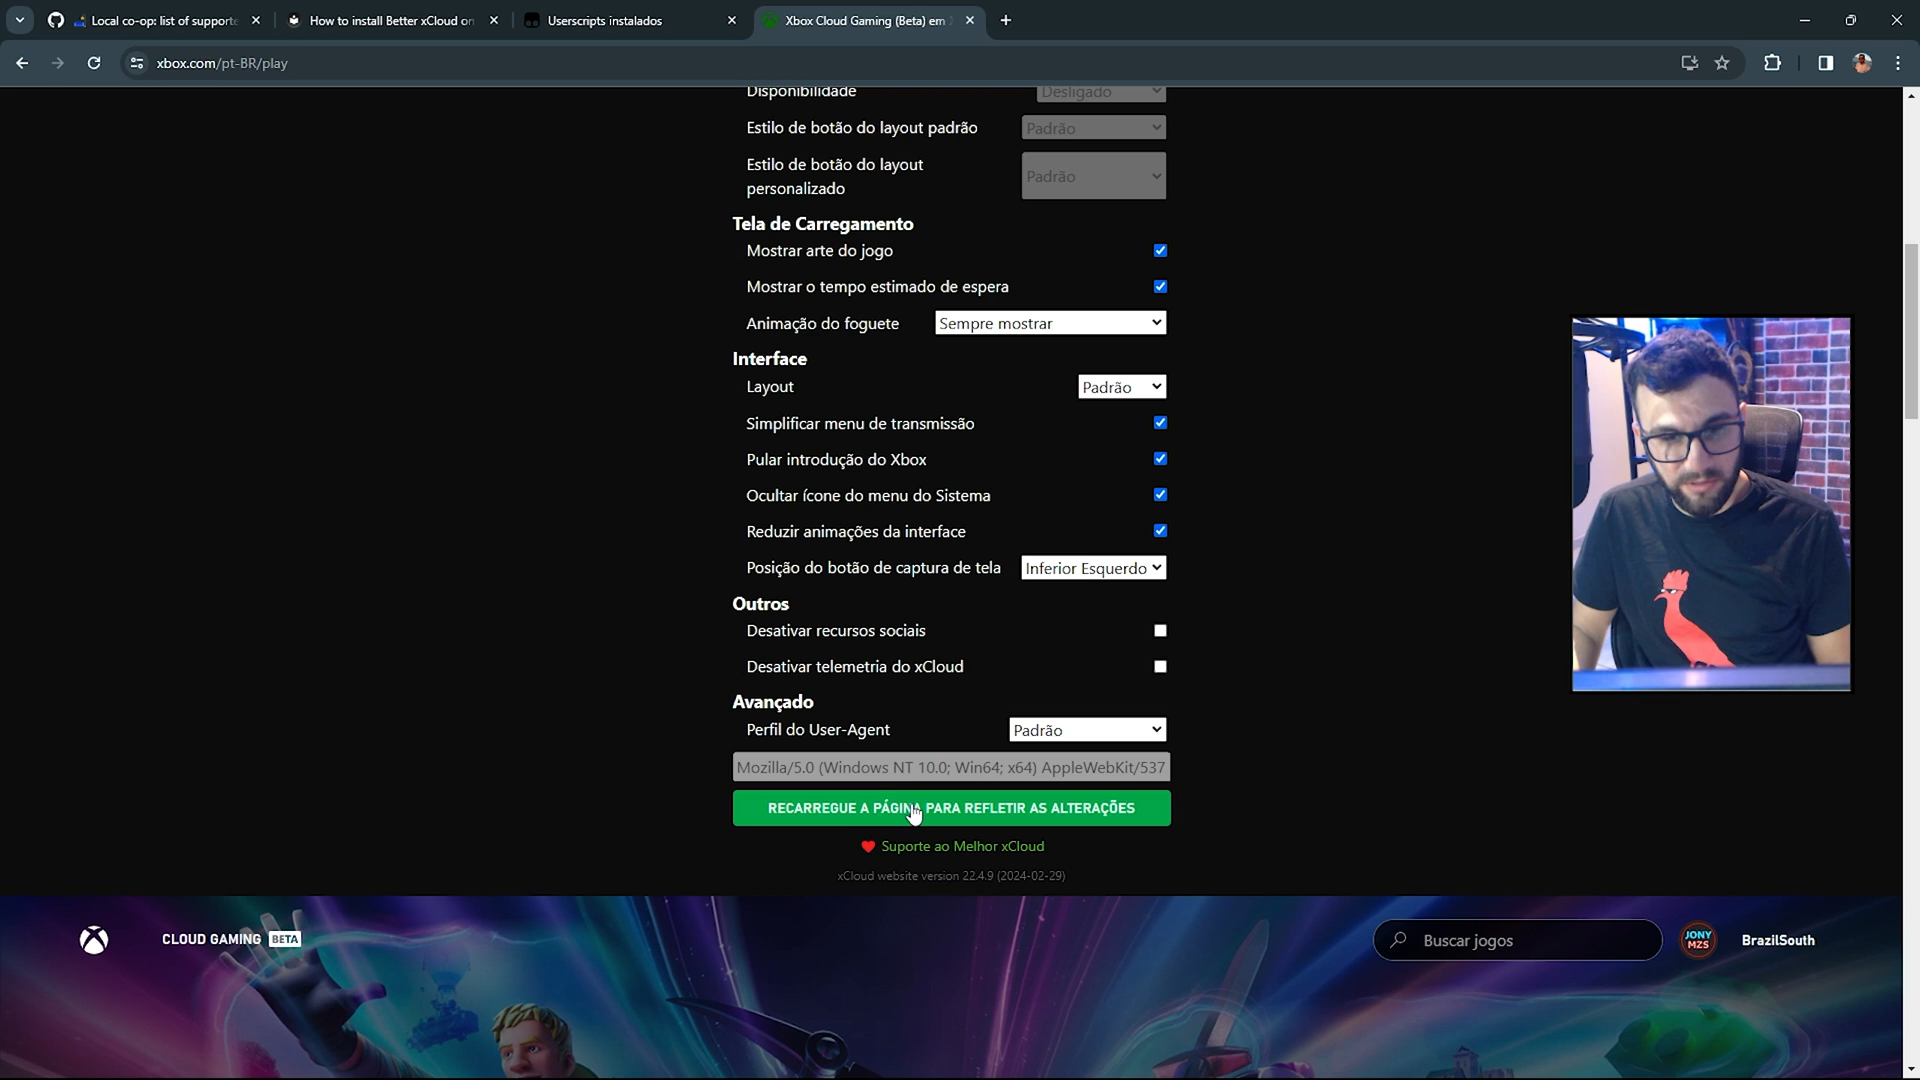 Local co-op: list of supporte
How to install Better xCloud on
Userscripts instalados
Xbox Cloud Gaming (Beta) em
xbox.com/pt-BR/play
Disponibilidade
Desligado
Estilo de botão do layout padrão
Padrão
Estilo de botão do layout
personalizado
Padrão
Tela de Carregamento
Mostrar arte do jogo
Mostrar o tempo estimado de espera
Animação do foguete
Sempre mostrar
Interface
Layout
Padrão
Simplificar menu de transmissão
Pular introdução do Xbox
Ocultar ícone do menu do Sistema
Reduzir animações da interface
Posição do botão de captura de tela
Inferior Esquerdo
Outros
Desativar recursos sociais
Desativar telemetria do xCloud
Avançado
Perfil do User-Agent
Padrão
Mozilla/5.0 (Windows NT 10.0; Win64; x64) AppleWebKit/537
RECARREGUE A PÁGINA PARA REFLETIR AS ALTERAÇÕES
Suporte ao Melhor xCloud
xCloud website version 22.4.9 (2024-02-29)
CLOUD GAMING BETA
Buscar jogos
JONY
MZS
BrazilSouth